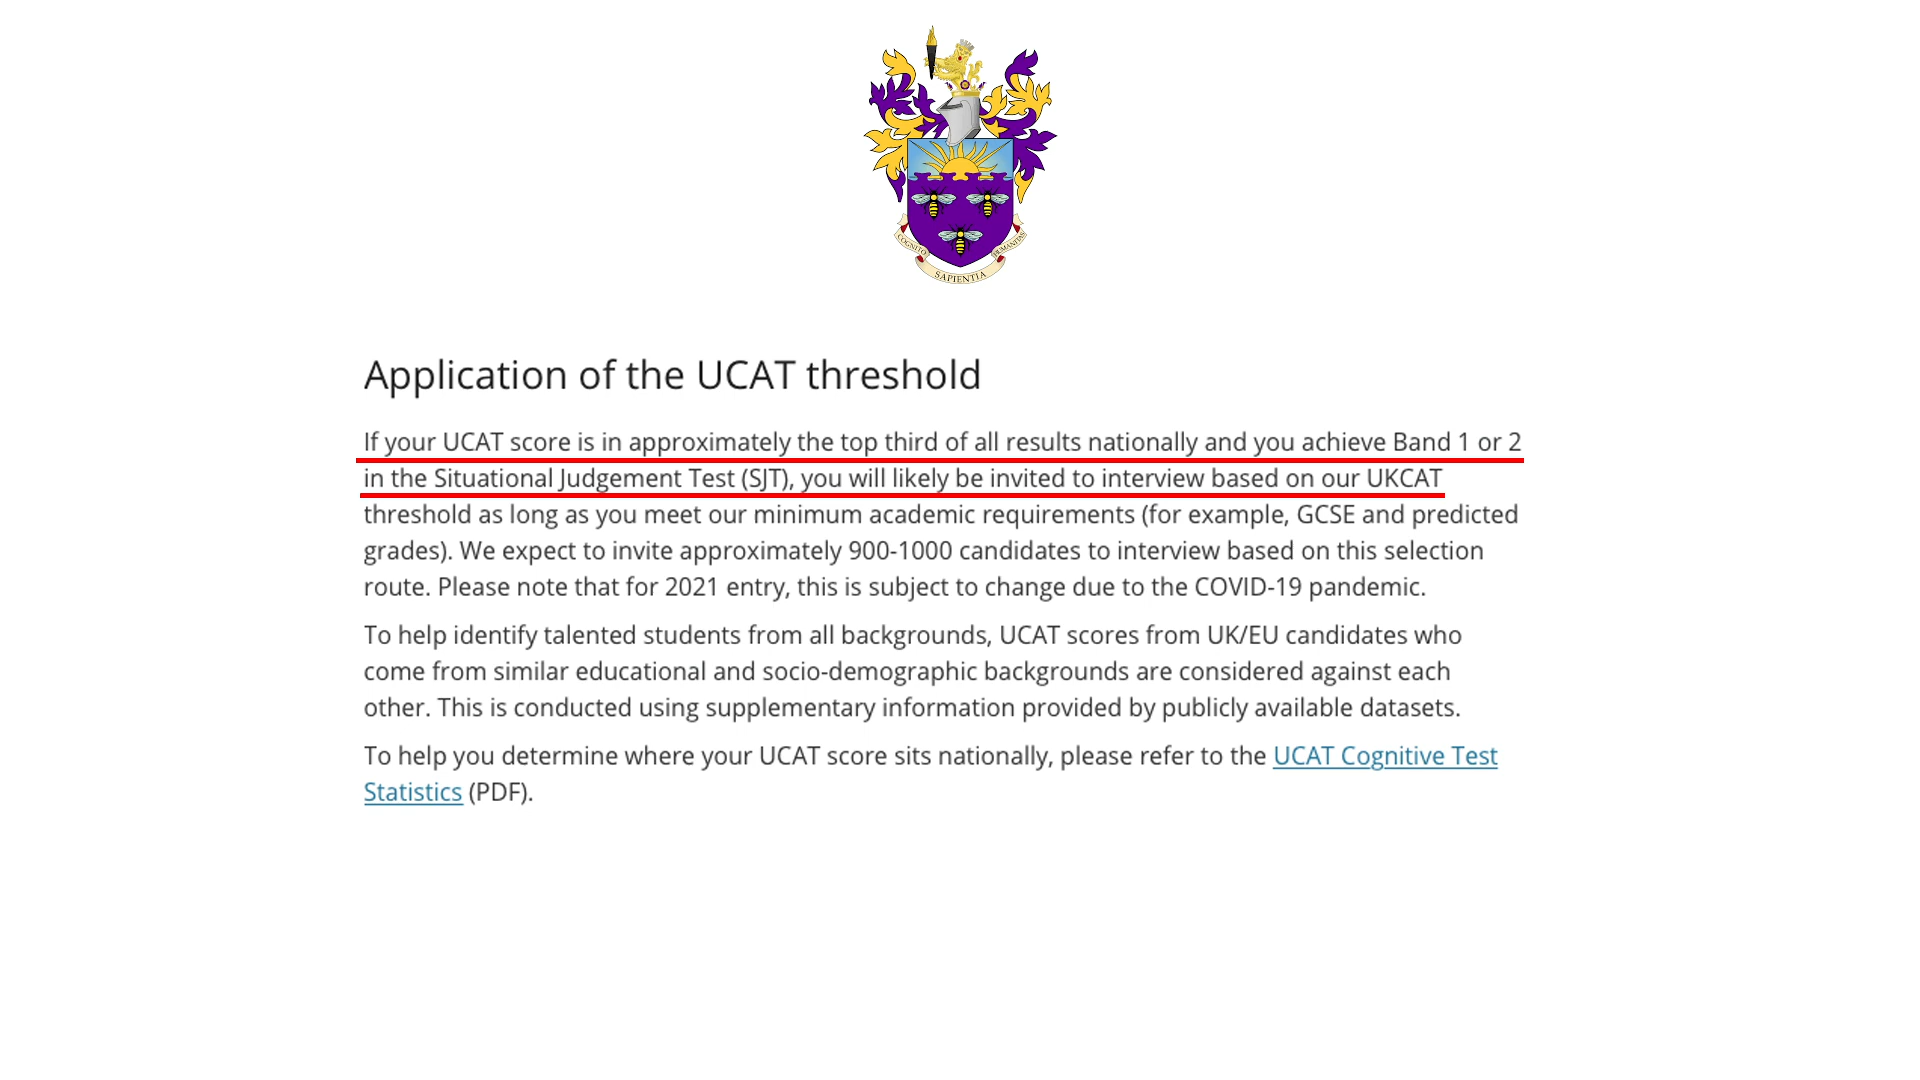 COGNITIO
SAPIENTIA
HUMANITAS
Application of the UCAT threshold
If your UCAT score is in approximately the top third of all results nationally and you achieve Band 1 or 2
in the Situational Judgement Test (SJT), you will likely be invited to interview based on our UKCAT
threshold as long as you meet our minimum academic requirements (for example, GCSE and predicted
grades). We expect to invite approximately 900-1000 candidates to interview based on this selection
route. Please note that for 2021 entry, this is subject to change due to the COVID-19 pandemic.
To help identify talented students from all backgrounds, UCAT scores from UK/EU candidates who
come from similar educational and socio-demographic backgrounds are considered against each
other. This is conducted using supplementary information provided by publicly available datasets.
To help you determine where your UCAT score sits nationally, please refer to the UCAT Cognitive Test
Statistics (PDF).